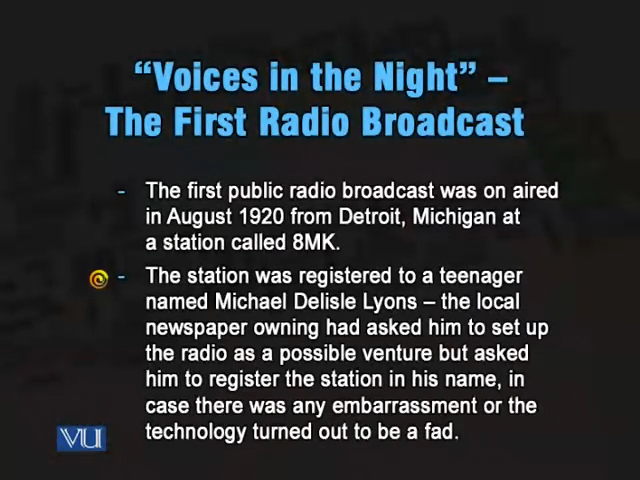 “Voices in the Night” –
The First Radio Broadcast
- The first public radio broadcast was on aired
in August 1920 from Detroit, Michigan at
a station called 8MK.
- The station was registered to a teenager
named Michael Delisle Lyons – the local
newspaper owning had asked him to set up
the radio as a possible venture but asked
him to register the station in his name, in
case there was any embarrassment or the
technology turned out to be a fad.
VU